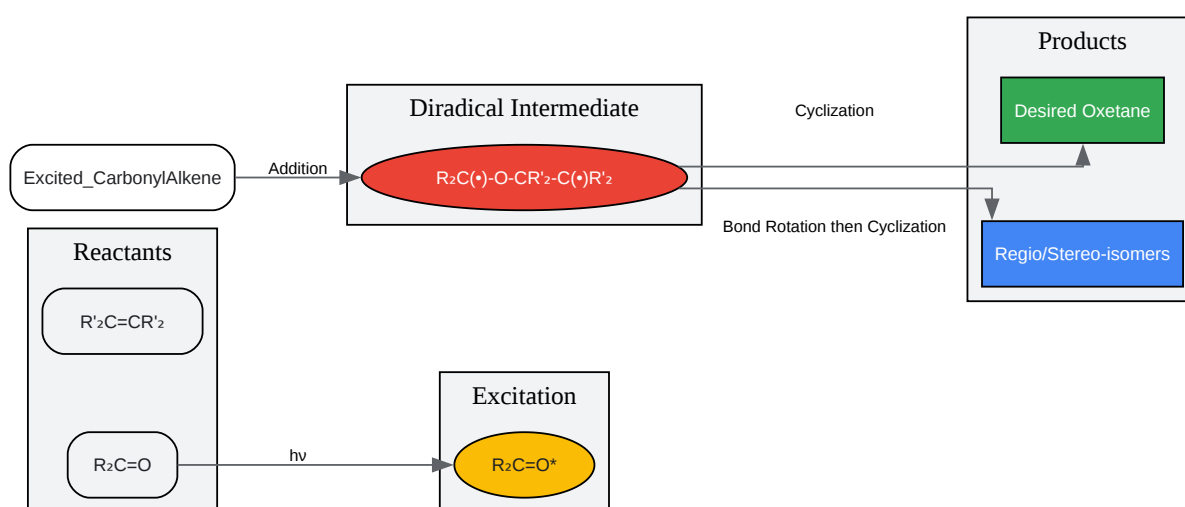 Products
Diradical Intermediate
Cyclization
Desired Oxetane
Excited_CarbonylAlkene
Addition
R₂C(•)-O-CR'₂-C(•)R'₂
Bond Rotation then Cyclization
Regio/Stereo-isomers
Reactants
R'₂C=CR'₂
Excitation
R₂C=O
hν
R₂C=O*